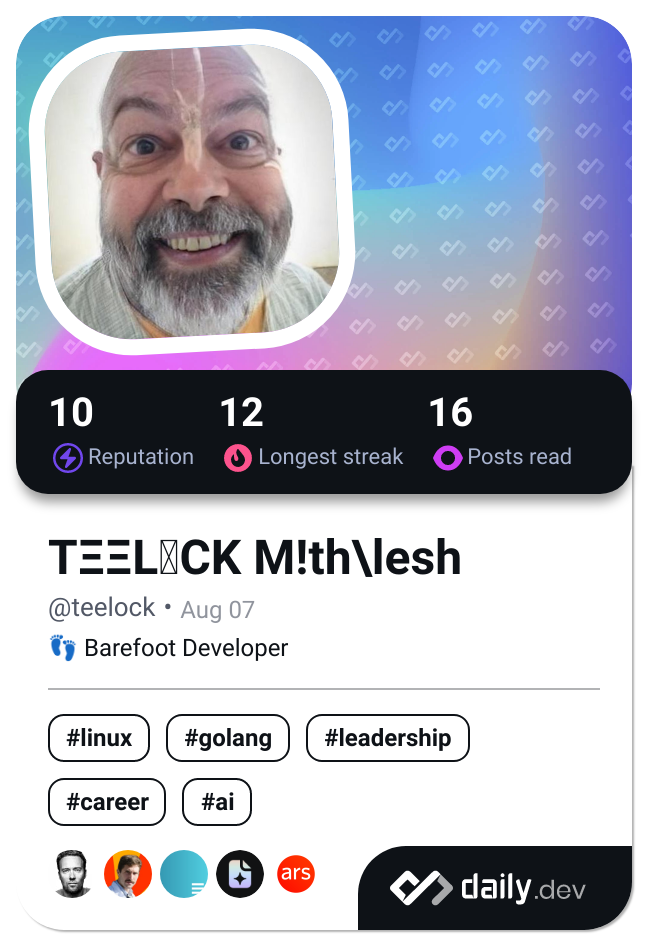 10 12 16
Reputation Longest streak Posts read
TΞΞL▯CK M!th\lesh
@teelock • Aug 07
👣 Barefoot Developer
#linux #golang #leadership
#career #ai
ars
daily.dev